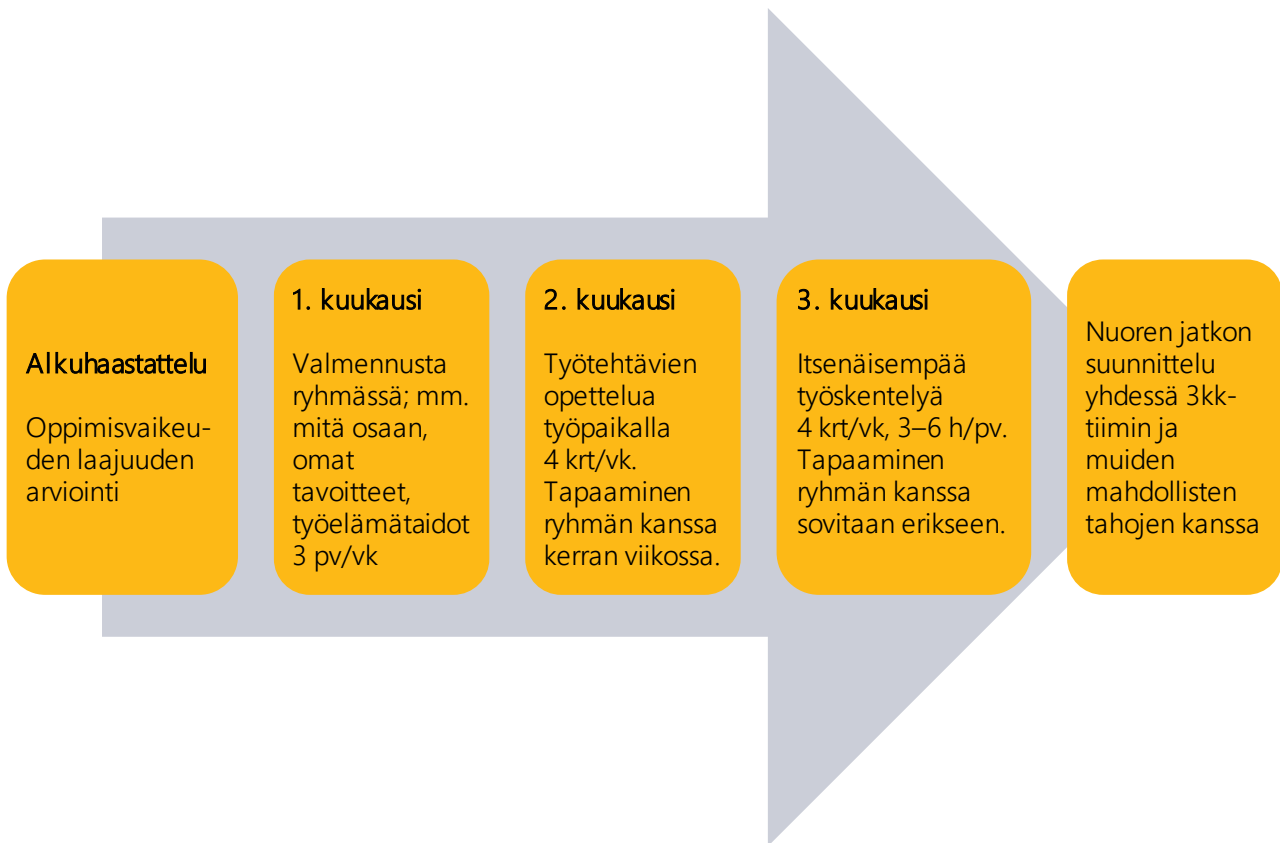 Alkuhaastattelu
Oppimisvaikeu-
den laajuuden
arviointi
1. kuukausi
Valmennusta
ryhmässä; mm.
mitä osaan,
omat
tavoitteet,
työelämätaidot
3 pv/vk
2. kuukausi
Työtehtävien
opettelua
työpaikalla
4 krt/vk.
Tapaaminen
ryhmän kanssa
kerran viikossa.
3. kuukausi
Itsenäisempää
työskentelyä
4 krt/vk, 3–6 h/pv.
Tapaaminen
ryhmän kanssa
sovitaan erikseen.
Nuoren jatkon
suunnittelu
yhdessä 3kk-
tiimin ja
muiden
mahdollisten
tahojen kanssa